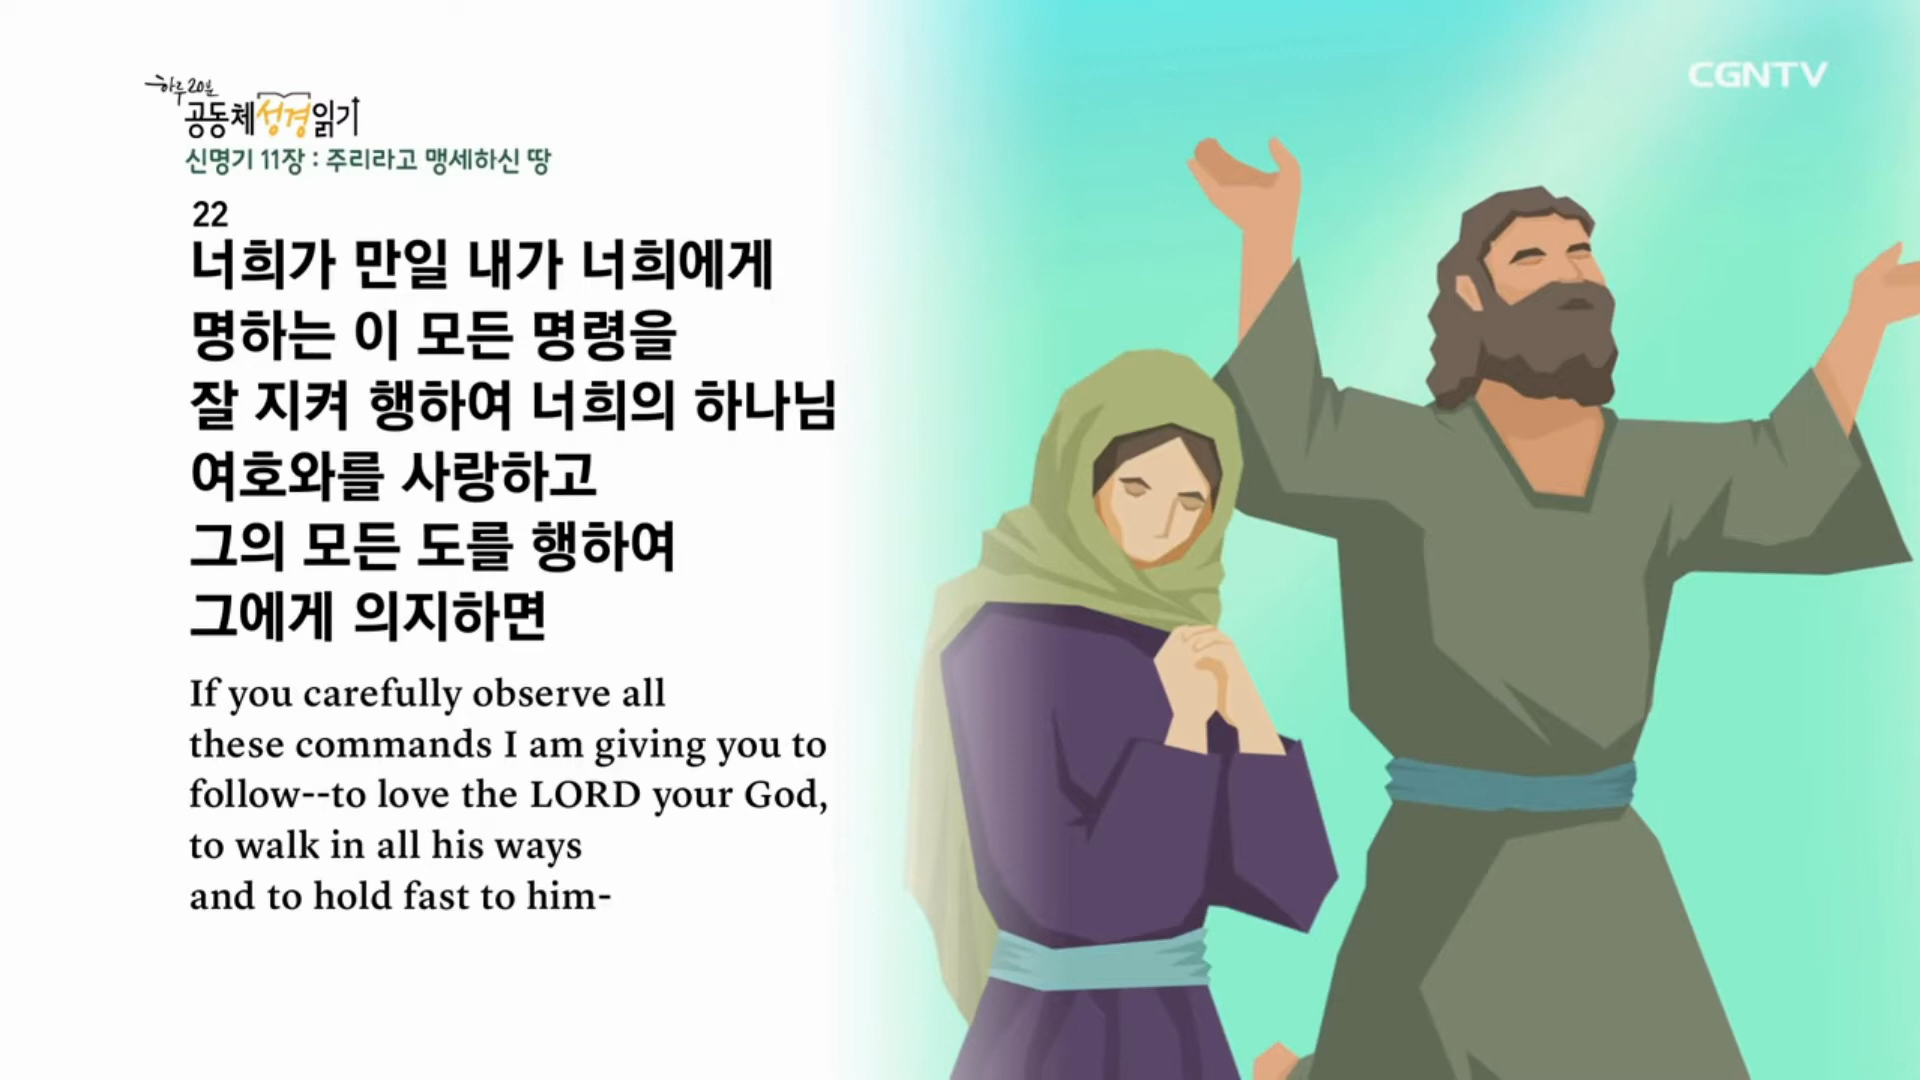 하루 20분
공동체성경읽기
CGNTV
신명기 11장 : 주리라고 맹세하신 땅
22
너희가 만일 내가 너희에게
명하는 이 모든 명령을
잘 지켜 행하여 너희의 하나님
여호와를 사랑하고
그의 모든 도를 행하여
그에게 의지하면
If you carefully observe all
these commands I am giving you to
follow--to love the LORD your God,
to walk in all his ways
and to hold fast to him-